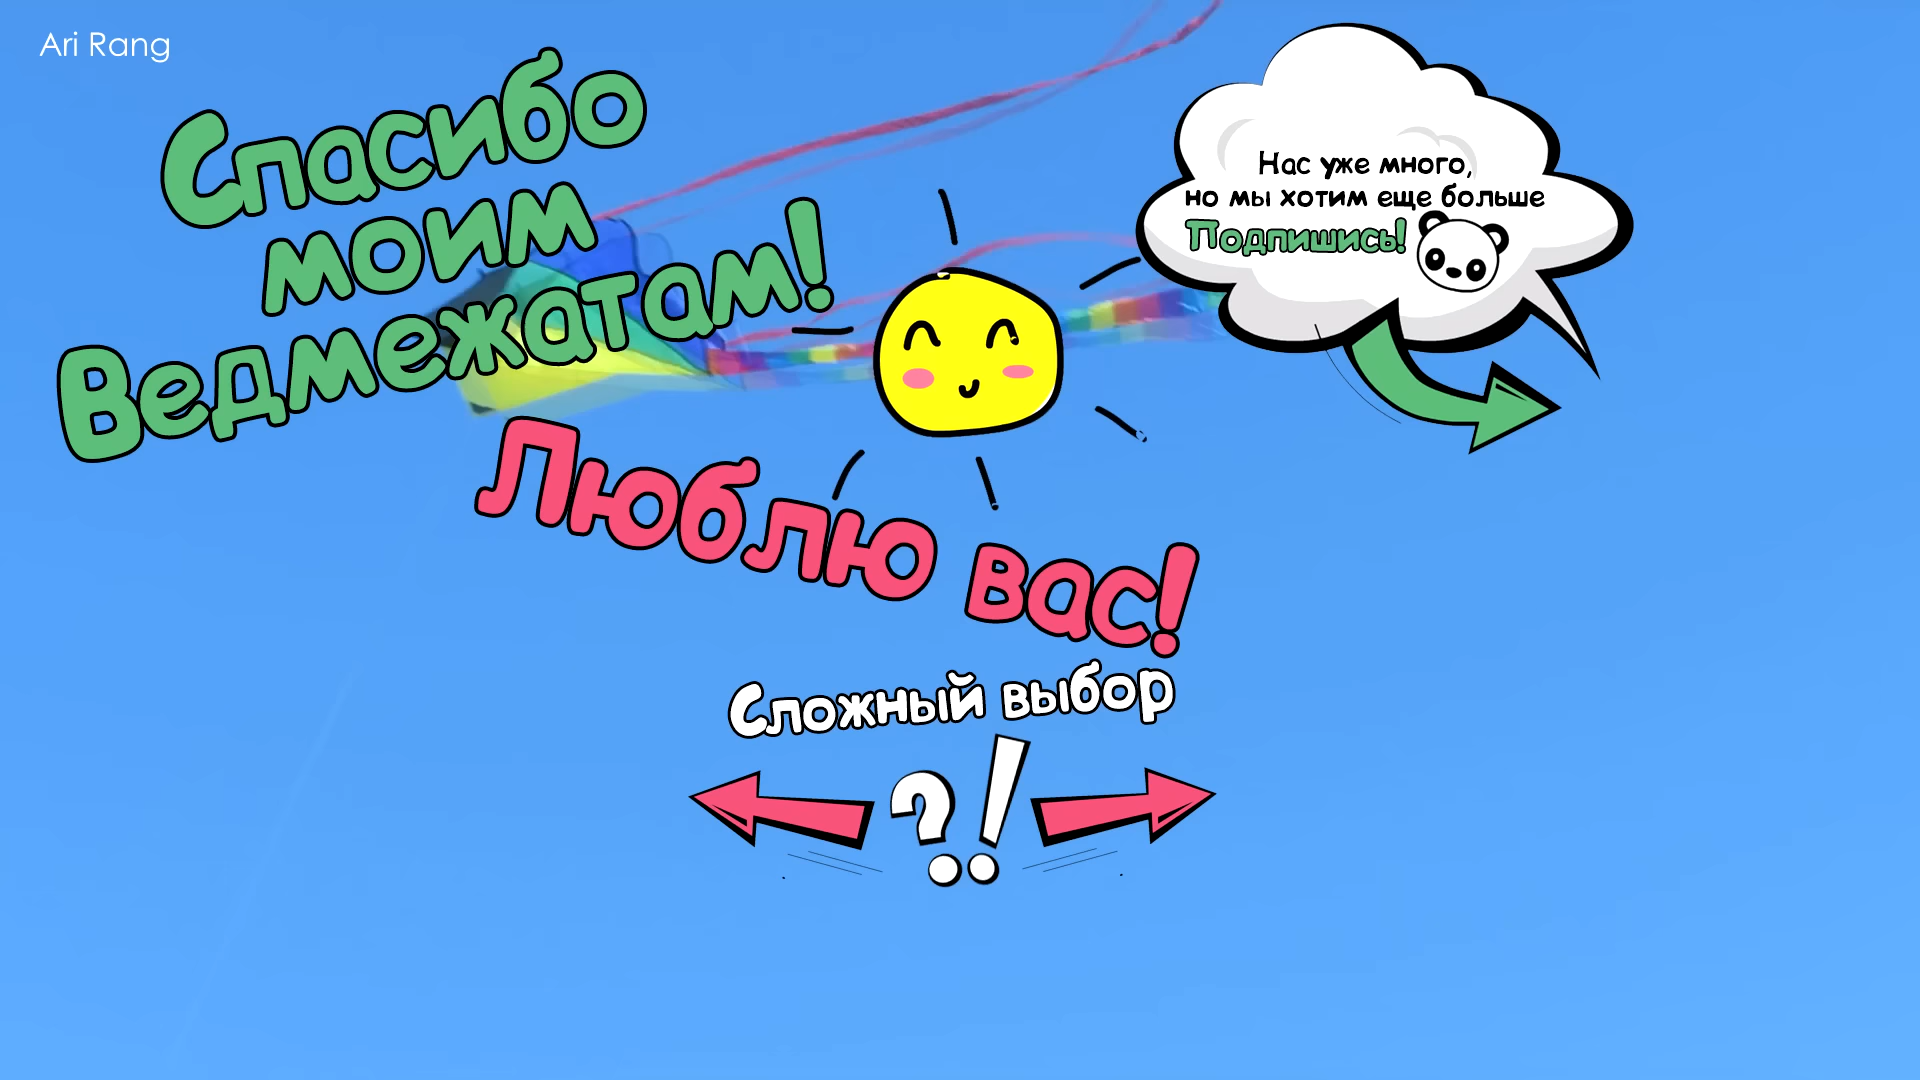 Ari Rang
Спасибо
моим
Ведмежатам!
Нас уже много,
но мы хотим еще больше
Подпишись!
Люблю вас!
Сложный выбор
?!